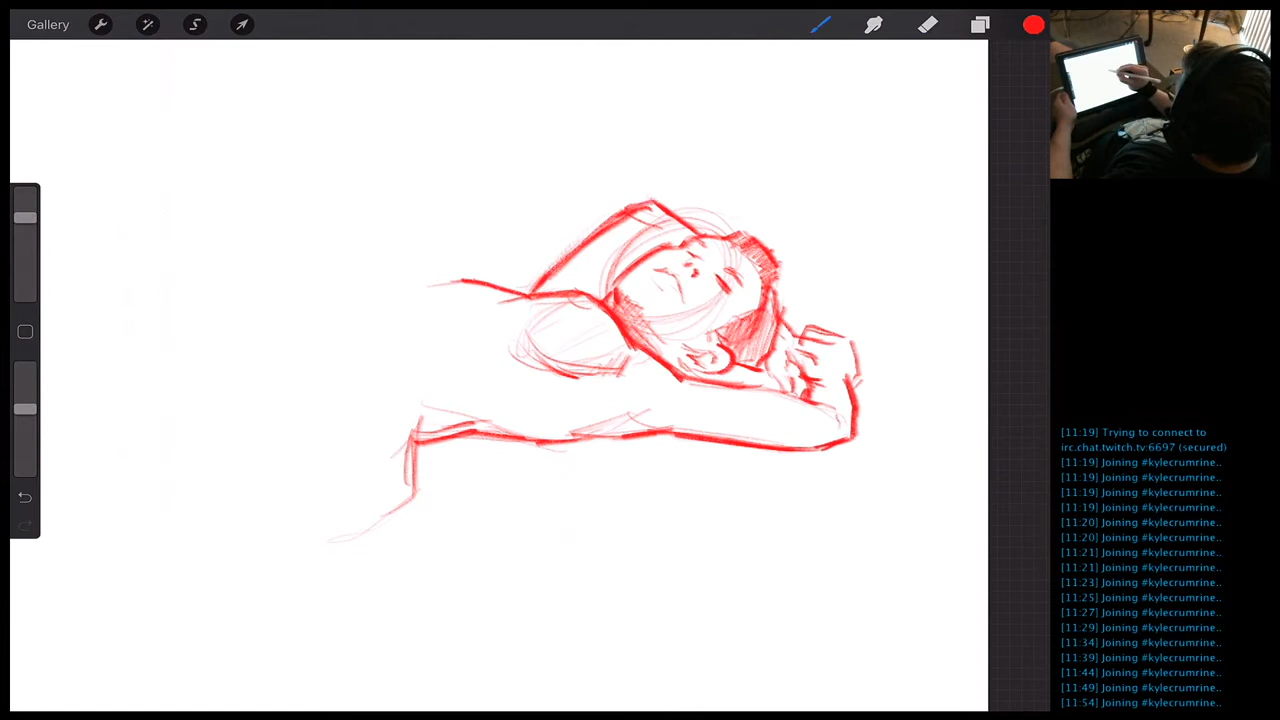 Gallery
[11:19] Trying to connect to
irc.chat.twitch.tv:6697 (secured)
[11:19] Joining #kylecrumrine..
[11:19] Joining #kylecrumrine..
[11:19] Joining #kylecrumrine..
[11:19] Joining #kylecrumrine..
[11:20] Joining #kylecrumrine..
[11:20] Joining #kylecrumrine..
[11:21] Joining #kylecrumrine..
[11:21] Joining #kylecrumrine..
[11:23] Joining #kylecrumrine..
[11:25] Joining #kylecrumrine..
[11:27] Joining #kylecrumrine..
[11:29] Joining #kylecrumrine..
[11:34] Joining #kylecrumrine..
[11:39] Joining #kylecrumrine..
[11:44] Joining #kylecrumrine..
[11:49] Joining #kylecrumrine..
[11:54] Joining #kylecrumrine..